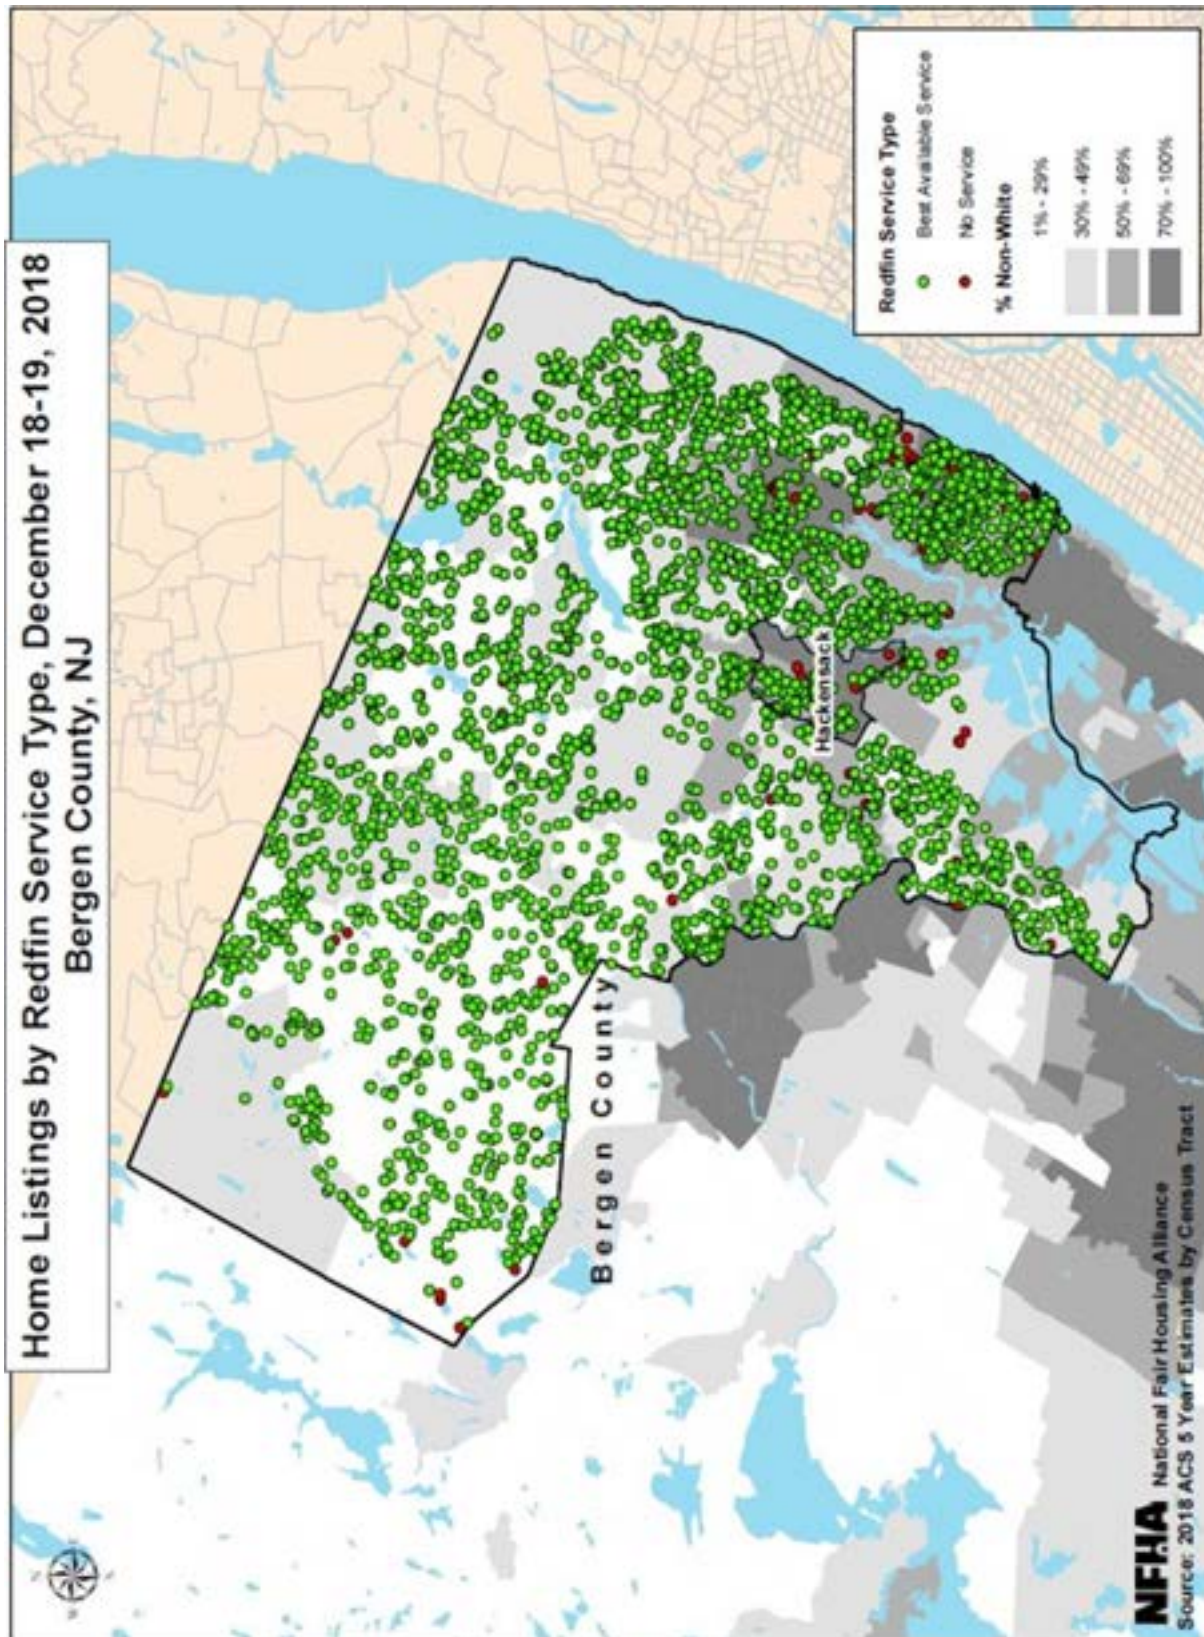 Home Listings by Redfin Service Type, December 18-19, 2018
Bergen County, NJ
Hackensack
Bergen County
Redfin Service Type
Best Available Service
No Service
% Non-White
1% - 29%
30% - 49%
50% - 69%
70% - 100%
NFHA National Fair Housing Alliance
Source: 2018 ACS 5 Year Estimates by Census Tract